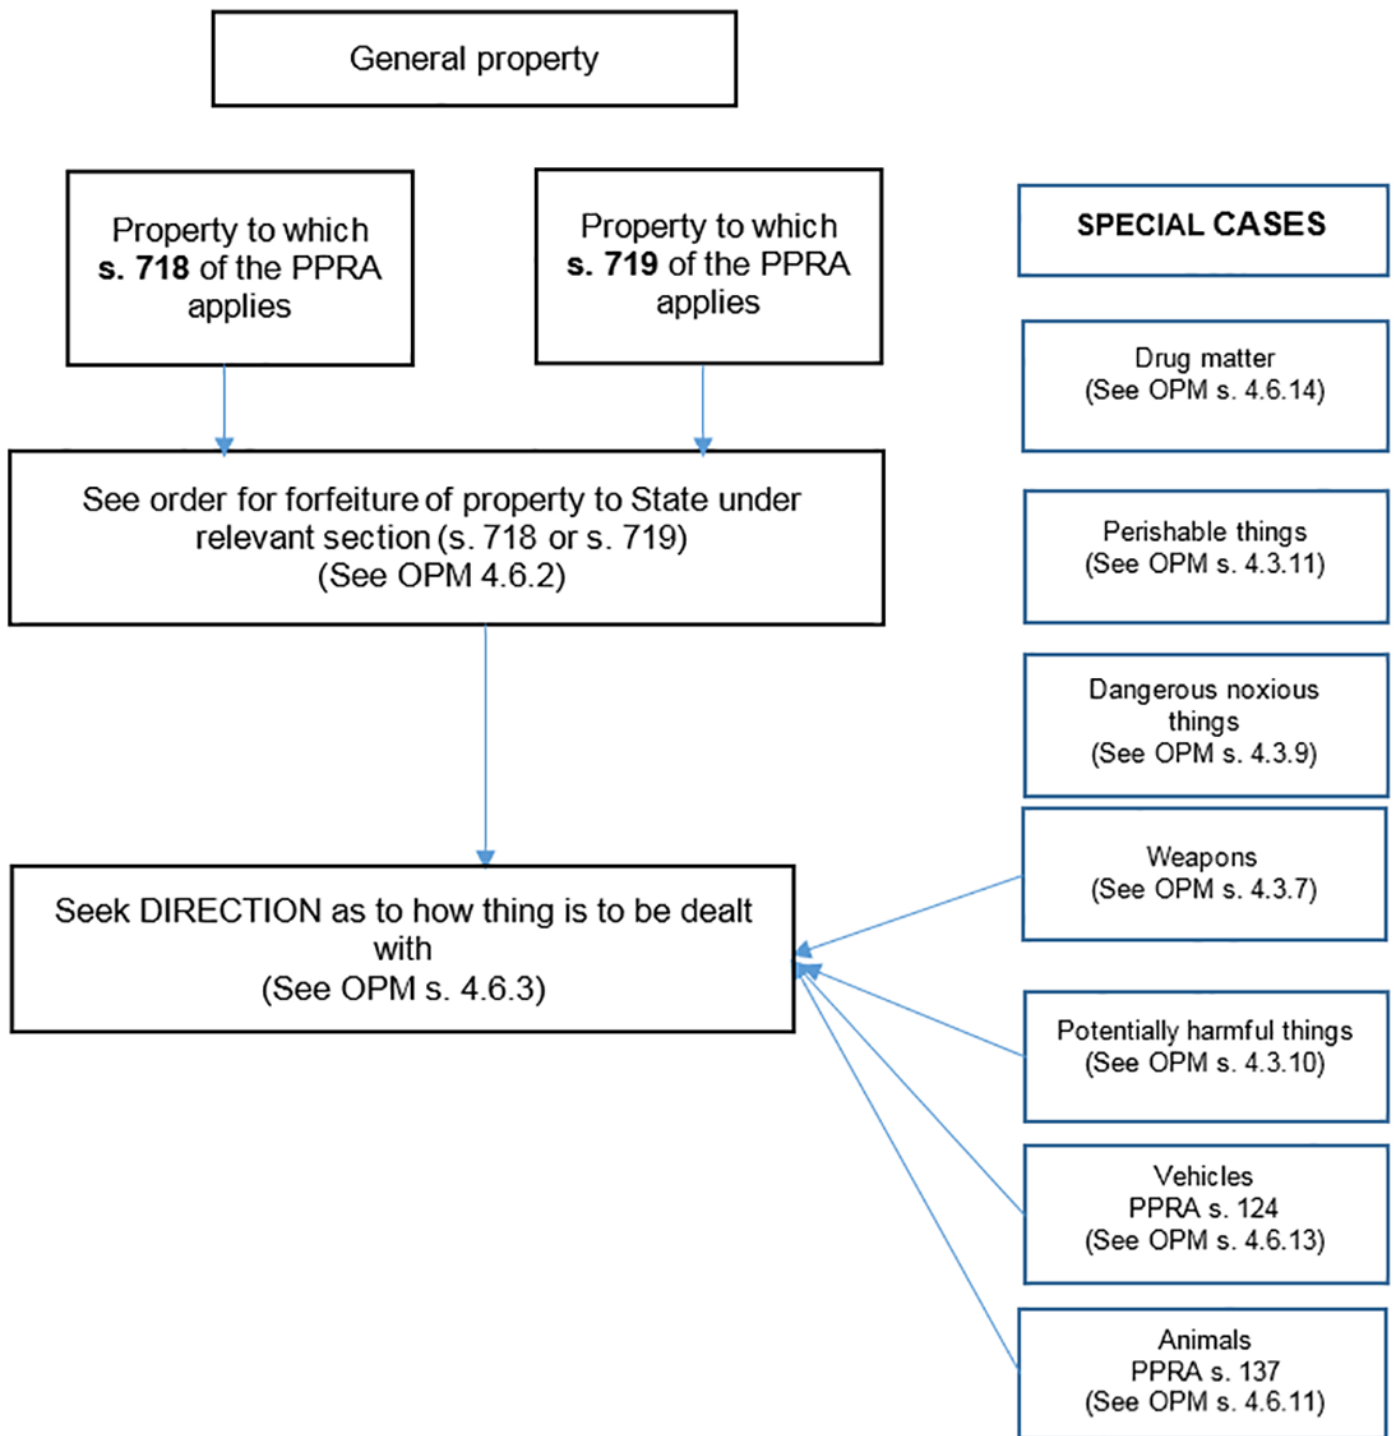 General property
Property to which
s. 718 of the PPRA
applies
Property to which
s. 719 of the PPRA
applies
See order for forfeiture of property to State under
relevant section (s. 718 or s. 719)
(See OPM 4.6.2)
Seek DIRECTION as to how thing is to be dealt
with
(See OPM s. 4.6.3)
SPECIAL CASES
Drug matter
(See OPM s. 4.6.14)
Perishable things
(See OPM s. 4.3.11)
Dangerous noxious
things
(See OPM s. 4.3.9)
Weapons
(See OPM s. 4.3.7)
Potentially harmful things
(See OPM s. 4.3.10)
Vehicles
PPRA s. 124
(See OPM s. 4.6.13)
Animals
PPRA s. 137
(See OPM s. 4.6.11)